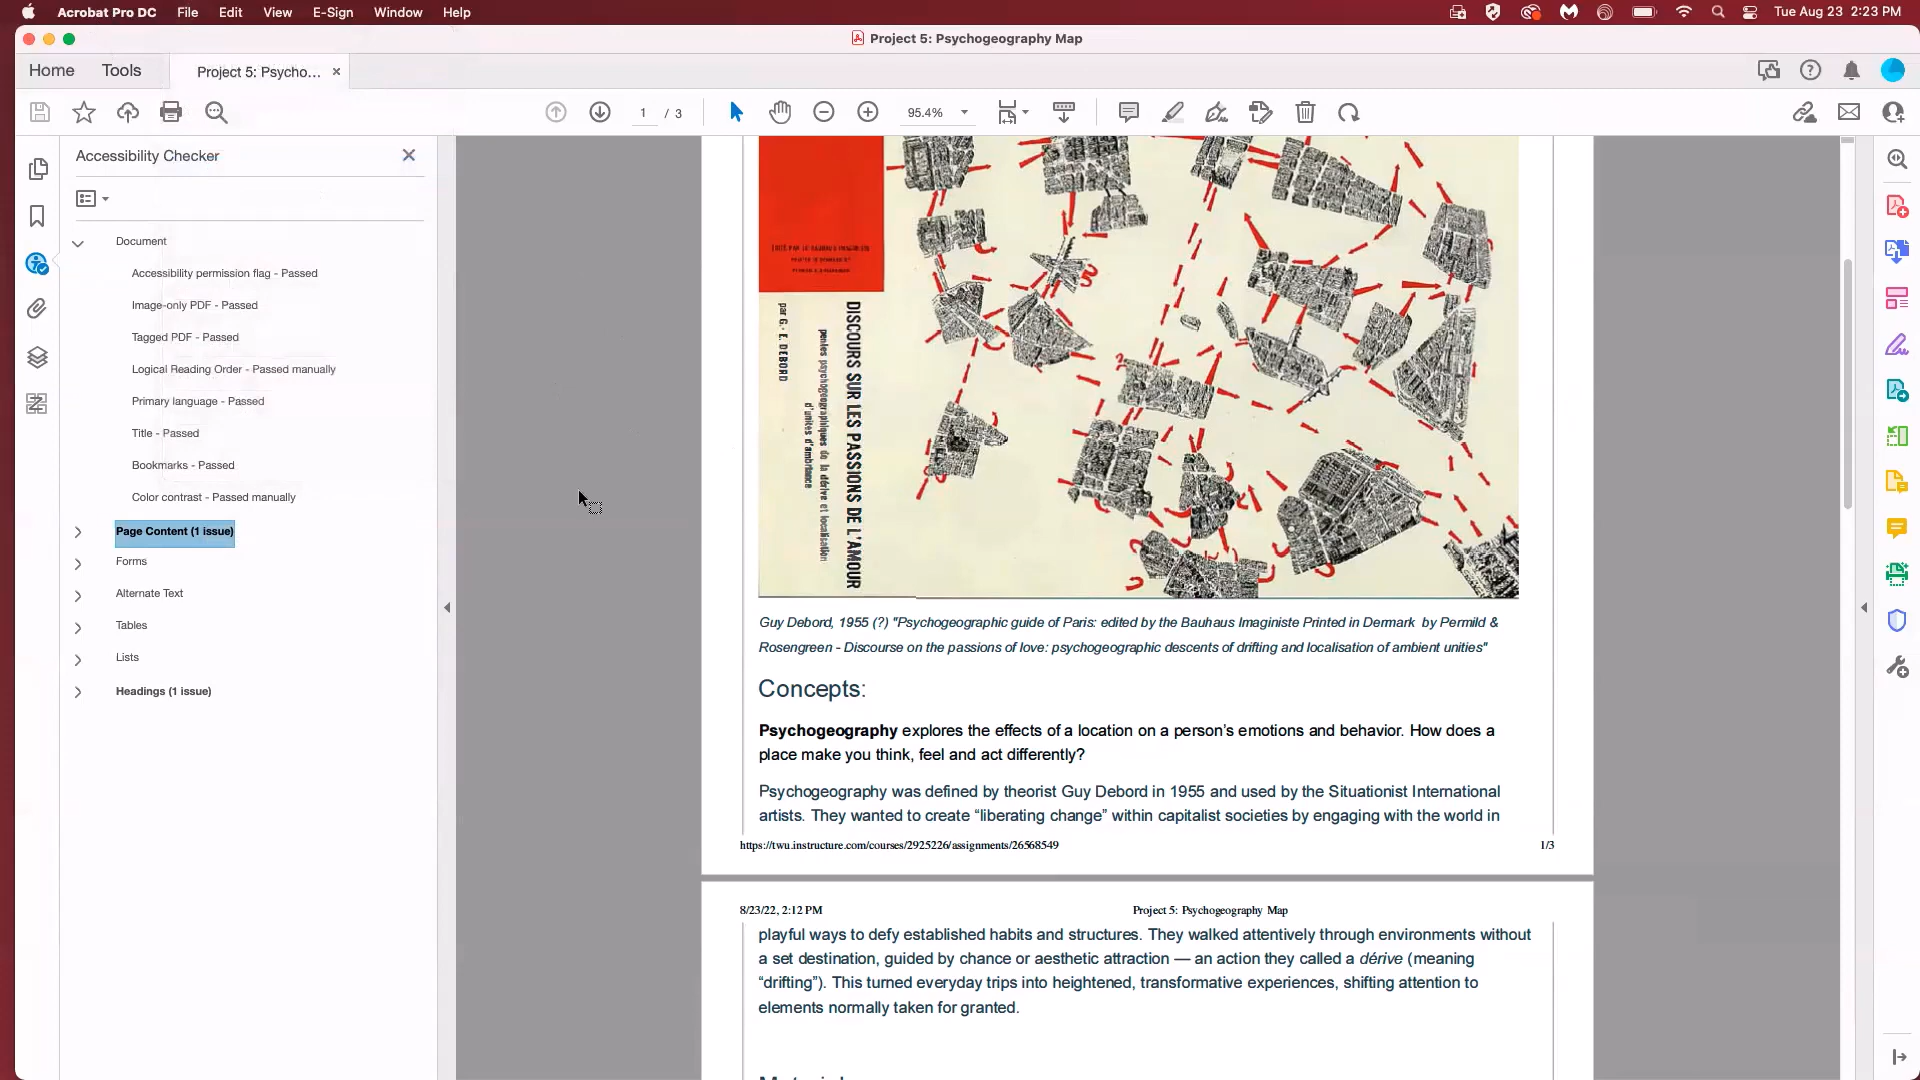 Acrobat Pro DC File Edit View E-Sign Window Help
Tue Aug 23 2:23 PM
Project 5: Psychogeography Map
Home Tools Project 5: Psycho... ×
1 / 3
95.4%
Accessibility Checker
Document
Accessibility permission flag - Passed
Image-only PDF - Passed
Tagged PDF - Passed
Logical Reading Order - Passed manually
Primary language - Passed
Title - Passed
Bookmarks - Passed
Color contrast - Passed manually
Page Content (1 issue)
Forms
Alternate Text
Tables
Lists
Headings (1 issue)
DISCOURS SUR LES PASSIONS DE L'AMOUR
pentes psychogéographiques de la dérive et localisation
d'unités d'ambiance
par G.-E. DEBORD
Guy Debord, 1955 (?) "Psychogeographic guide of Paris: edited by the Bauhaus Imaginiste Printed in Dermark by Permild &
Rosengreen - Discourse on the passions of love: psychogeographic descents of drifting and localisation of ambient unities"
Concepts:
Psychogeography explores the effects of a location on a person's emotions and behavior. How does a
place make you think, feel and act differently?
Psychogeography was defined by theorist Guy Debord in 1955 and used by the Situationist International
artists. They wanted to create “liberating change” within capitalist societies by engaging with the world in
https://twu.instructure.com/courses/2925226/assignments/26568549
1/3
8/23/22, 2:12 PM
Project 5: Psychogeography Map
playful ways to defy established habits and structures. They walked attentively through environments without
a set destination, guided by chance or aesthetic attraction — an action they called a dérive (meaning
“drifting”). This turned everyday trips into heightened, transformative experiences, shifting attention to
elements normally taken for granted.